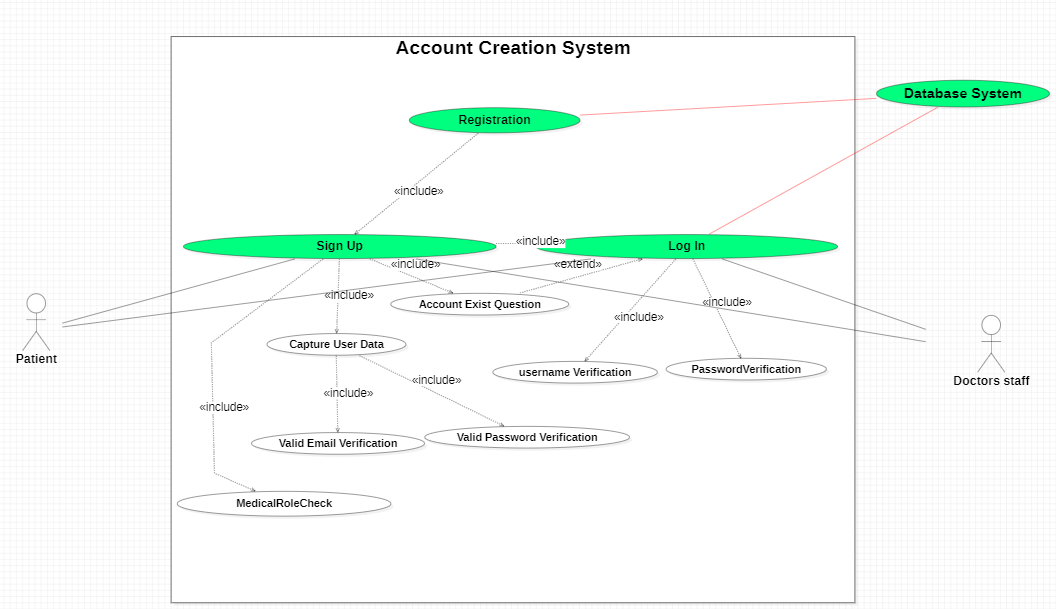 Account Creation System
Database System
Registration
«include»
Sign Up
«include»
Log In
«include»
«extend»
«include»
Account Exist Question
«include»
«include»
Patient
Capture User Data
username Verification
PasswordVerification
Doctors staff
«include»
«include»
«include»
Valid Email Verification
Valid Password Verification
MedicalRoleCheck